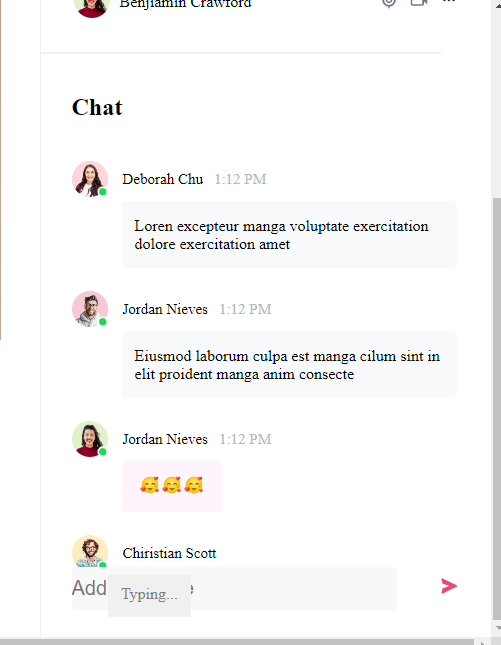 Benjiamin Crawford
Chat
Deborah Chu 1:12 PM
Loren excepteur manga voluptate exercitation
dolore exercitation amet
Jordan Nieves 1:12 PM
Eiusmod laborum culpa est manga cilum sint in
elit proident manga anim consecte
Jordan Nieves 1:12 PM
🥰🥰🥰
Chiristian Scott
Add
Typing...